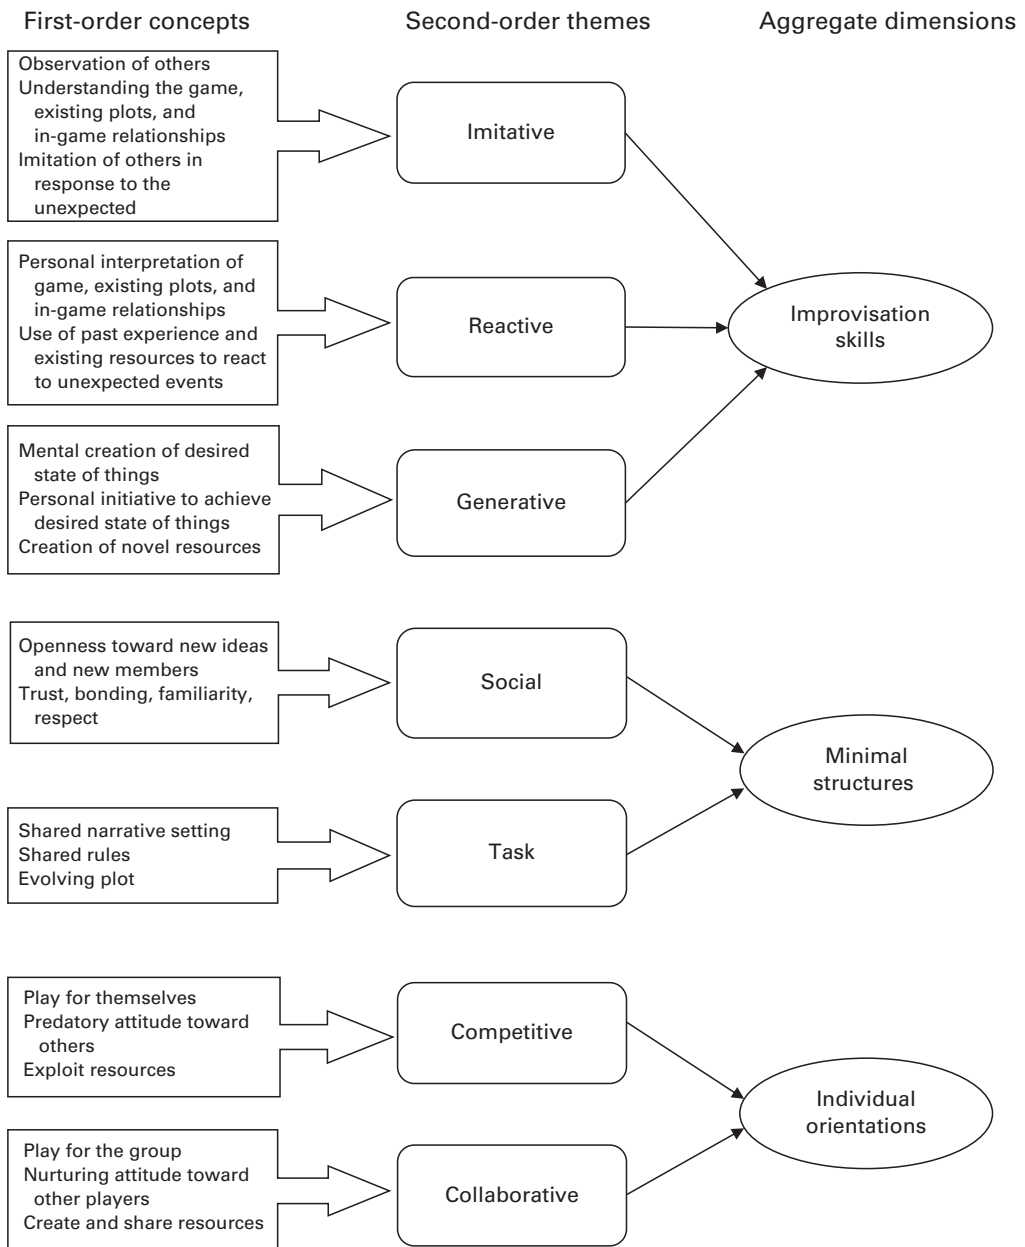 First-order concepts
Second-order themes
Aggregate dimensions
Observation of others
Understanding the game,
existing plots, and
in-game relationships
Imitation of others in
response to the
unexpected
Imitative
Personal interpretation of
game, existing plots, and
in-game relationships
Use of past experience and
existing resources to react
to unexpected events
Reactive
Improvisation
skills
Mental creation of desired
state of things
Personal initiative to achieve
desired state of things
Creation of novel resources
Generative
Openness toward new ideas
and new members
Trust, bonding, familiarity,
respect
Social
Minimal
structures
Shared narrative setting
Shared rules
Evolving plot
Task
Play for themselves
Predatory attitude toward
others
Exploit resources
Competitive
Individual
orientations
Play for the group
Nurturing attitude toward
other players
Create and share resources
Collaborative